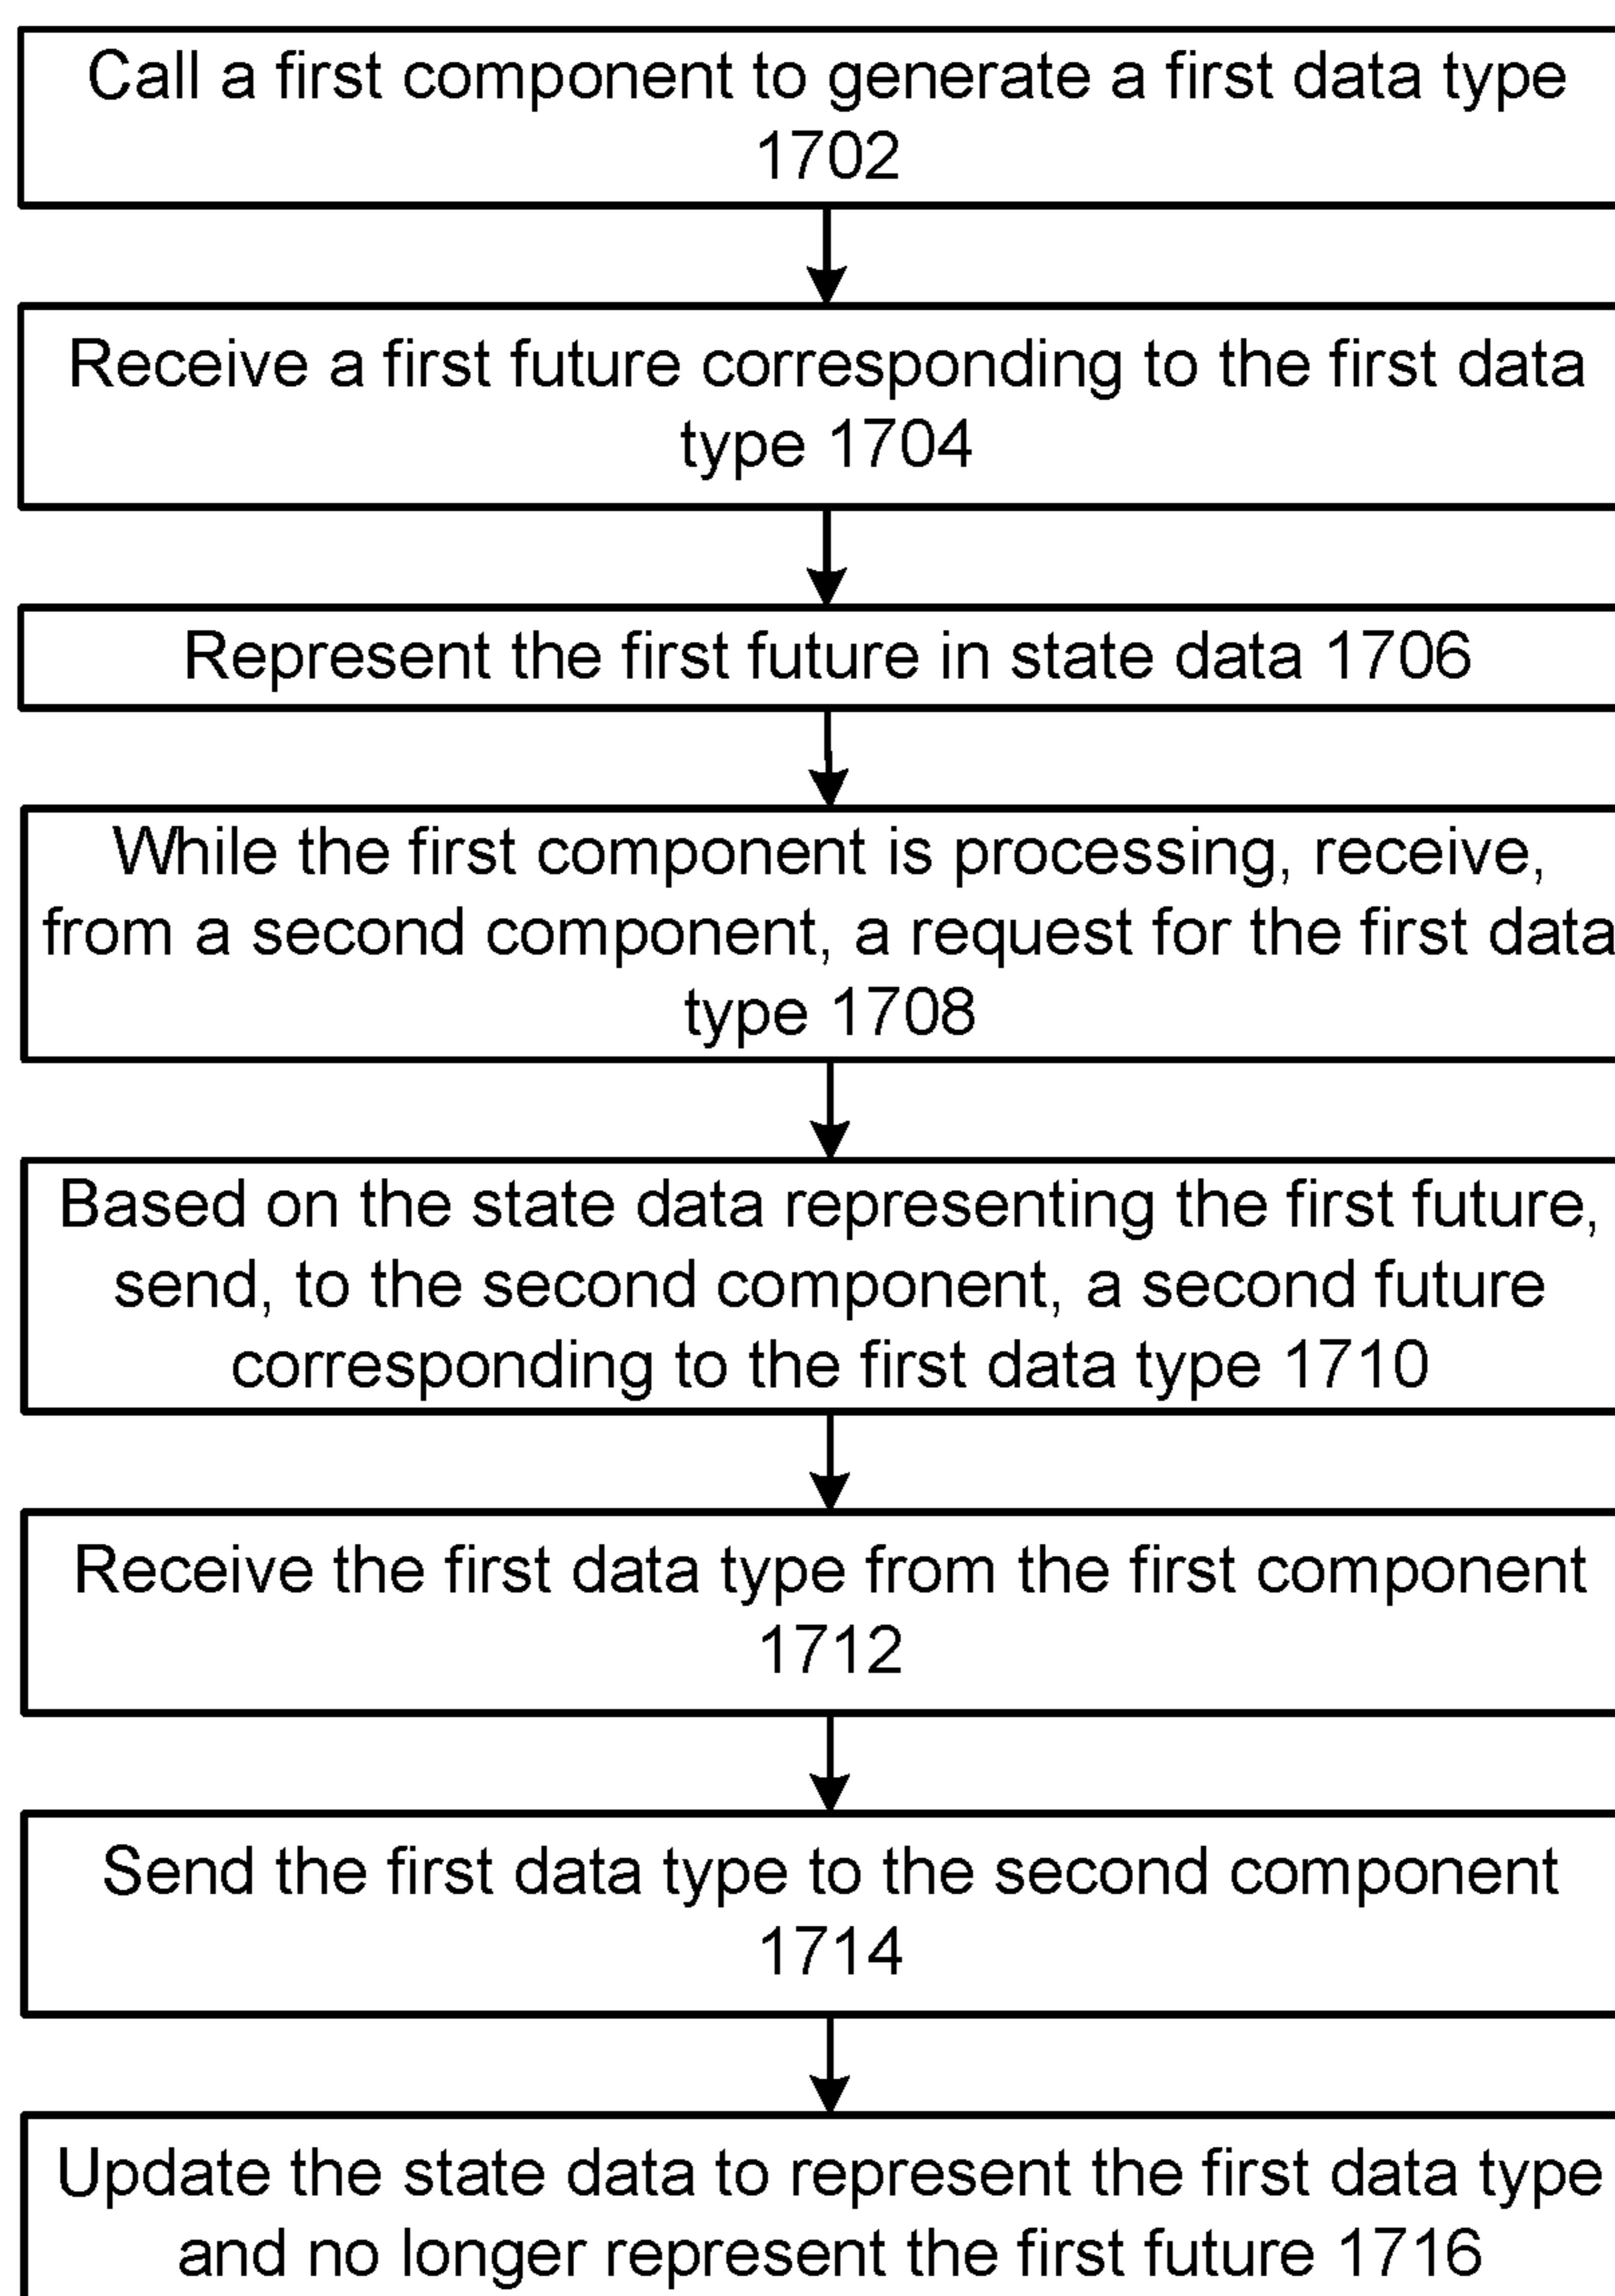 Call a first component to generate a first data type
1702
Receive a first future corresponding to the first data
type 1704
Represent the first future in state data 1706
While the first component is processing, receive,
from a second component, a request for the first data
type 1708
Based on the state data representing the first future,
send, to the second component, a second future
corresponding to the first data type 1710
Receive the first data type from the first component
1712
Send the first data type to the second component
1714
Update the state data to represent the first data type
and no longer represent the first future 1716